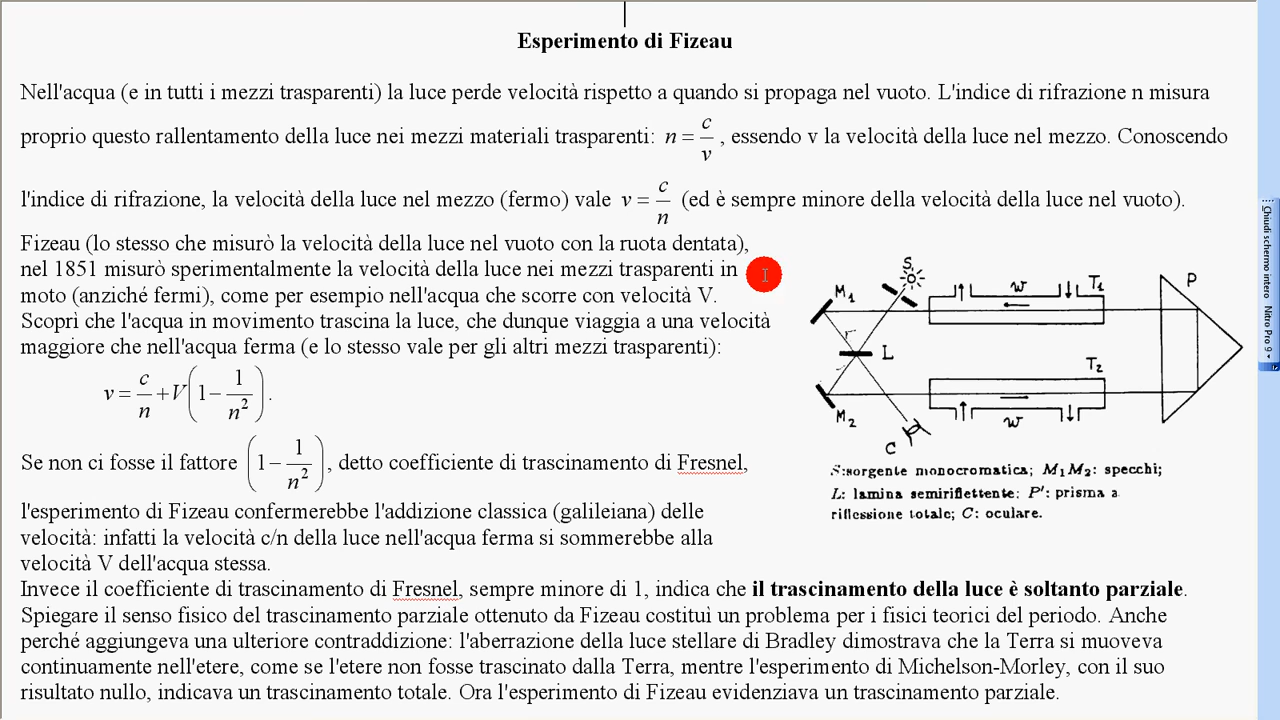 Esperimento di Fizeau
Nell'acqua (e in tutti i mezzi trasparenti) la luce perde velocità rispetto a quando si propaga nel vuoto. L'indice di rifrazione n misura
proprio questo rallentamento della luce nei mezzi materiali trasparenti: n = c/v , essendo v la velocità della luce nel mezzo. Conoscendo
l'indice di rifrazione, la velocità della luce nel mezzo (fermo) vale v = c/n (ed è sempre minore della velocità della luce nel vuoto).
Fizeau (lo stesso che misurò la velocità della luce nel vuoto con la ruota dentata),
nel 1851 misurò sperimentalmente la velocità della luce nei mezzi trasparenti in
moto (anziché fermi), come per esempio nell'acqua che scorre con velocità V.
Scoprì che l'acqua in movimento trascina la luce, che dunque viaggia a una velocità
maggiore che nell'acqua ferma (e lo stesso vale per gli altri mezzi trasparenti):
v = c/n + V(1 − 1/n²).
Se non ci fosse il fattore (1 − 1/n²), detto coefficiente di trascinamento di Fresnel,
l'esperimento di Fizeau confermerebbe l'addizione classica (galileiana) delle
velocità: infatti la velocità c/n della luce nell'acqua ferma si sommerebbe alla
velocità V dell'acqua stessa.
Invece il coefficiente di trascinamento di Fresnel, sempre minore di 1, indica che il trascinamento della luce è soltanto parziale.
Spiegare il senso fisico del trascinamento parziale ottenuto da Fizeau costituì un problema per i fisici teorici del periodo. Anche
perché aggiungeva una ulteriore contraddizione: l'aberrazione della luce stellare di Bradley dimostrava che la Terra si muoveva
continuamente nell'etere, come se l'etere non fosse trascinato dalla Terra, mentre l'esperimento di Michelson-Morley, con il suo
risultato nullo, indicava un trascinamento totale. Ora l'esperimento di Fizeau evidenziava un trascinamento parziale.
S
M₁
w
T₁
P
L
T₂
M₂
w
C
S: sorgente monocromatica; M₁M₂: specchi;
L: lamina semiriflettente; P': prisma a
riflessione totale; C: oculare.
Chiudi schermo intero
Nitro Pro 9